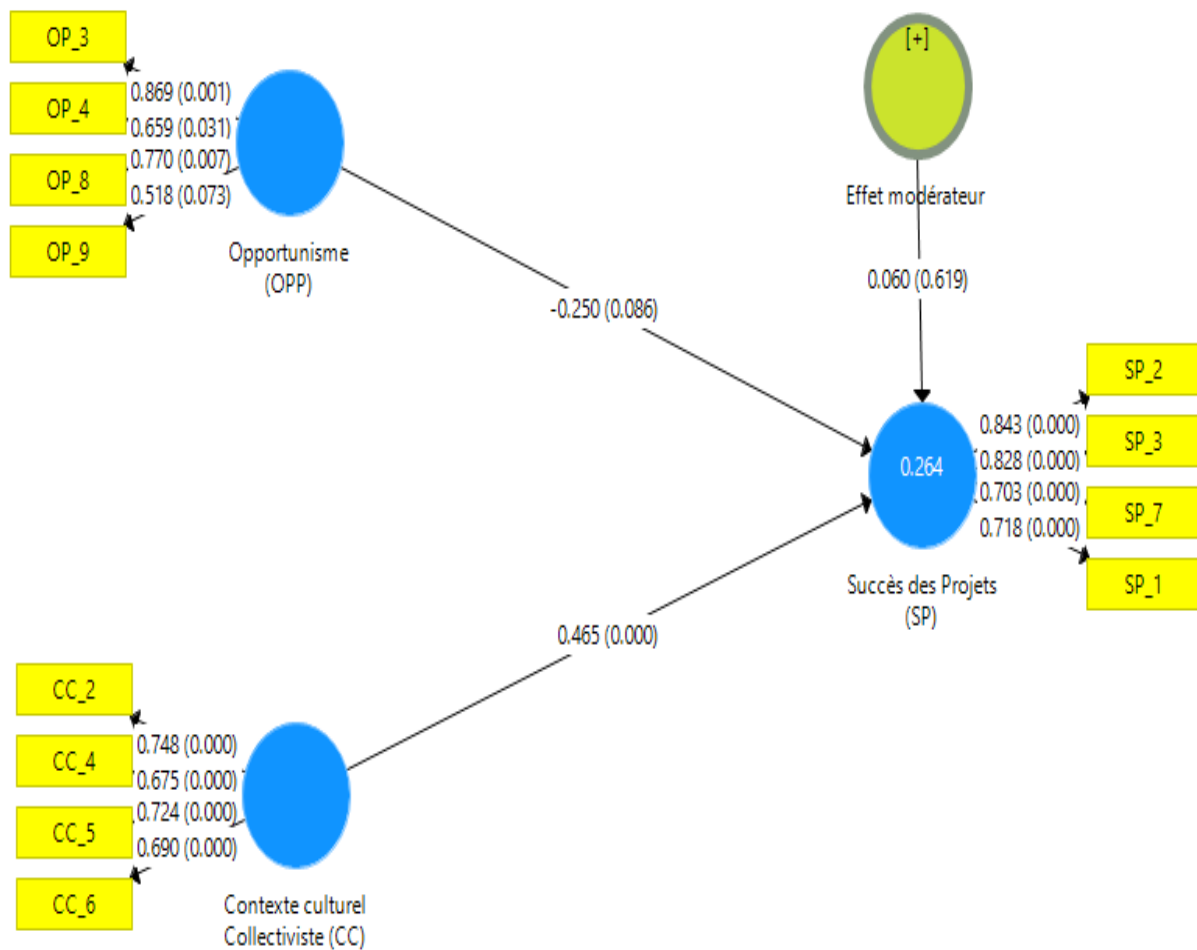 OP_3
OP_4
OP_8
OP_9
0.869 (0.001)
0.659 (0.031)
0.770 (0.007)
0.518 (0.073)
Opportunisme
(OPP)
[+]
Effet modérateur
0.060 (0.619)
-0.250 (0.086)
0.264
Succès des Projets
(SP)
0.843 (0.000)
0.828 (0.000)
0.703 (0.000)
0.718 (0.000)
SP_2
SP_3
SP_7
SP_1
0.465 (0.000)
CC_2
CC_4
CC_5
CC_6
0.748 (0.000)
0.675 (0.000)
0.724 (0.000)
0.690 (0.000)
Contexte culturel
Collectiviste (CC)